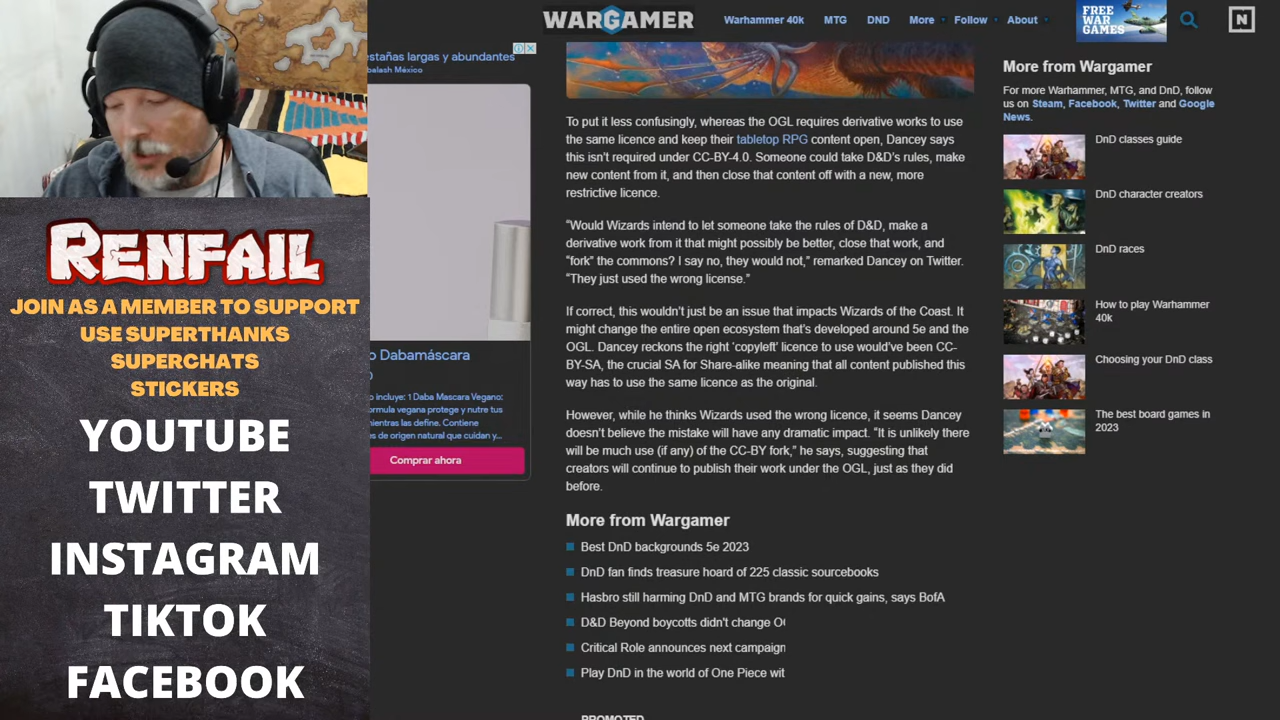 WARGAMER
Warehammer 40k MTG DND More Follow About
FREE
WAR
GAMES
N
estañas largas y abundantes
balash México
o Dabamáscara
o incluye: 1 Daba Mascara Vegano:
formula vegana protege y nutre tus
mientras las define. Contiene
s de origen natural que cuidan y...
Comprar ahora
RENFAIL
JOIN AS A MEMBER TO SUPPORT
USE SUPERTHANKS
SUPERCHATS
STICKERS
YOUTUBE
TWITTER
INSTAGRAM
TIKTOK
FACEBOOK
To put it less confusingly, whereas the OGL requires derivative works to use
the same licence and keep their tabletop RPG content open, Dancey says
this isn't required under CC-BY-4.0. Someone could take D&D's rules, make
new content from it, and then close that content off with a new, more
restrictive licence.
“Would Wizards intend to let someone take the rules of D&D, make a
derivative work from it that might possibly be better, close that work, and
“fork” the commons? I say no, they would not,” remarked Dancey on Twitter.
“They just used the wrong license.”
If correct, this wouldn't just be an issue that impacts Wizards of the Coast. It
might change the entire open ecosystem that's developed around 5e and the
OGL. Dancey reckons the right ‘copyleft’ licence to use would've been CC-
BY-SA, the crucial SA for Share-alike meaning that all content published this
way has to use the same licence as the original.
However, while he thinks Wizards used the wrong licence, it seems Dancey
doesn't believe the mistake will have any dramatic impact. “It is unlikely there
will be much use (if any) of the CC-BY fork,” he says, suggesting that
creators will continue to publish their work under the OGL, just as they did
before.
More from Wargamer
Best DnD backgrounds 5e 2023
DnD fan finds treasure hoard of 225 classic sourcebooks
Hasbro still harming DnD and MTG brands for quick gains, says BofA
D&D Beyond boycotts didn't change O
Critical Role announces next campaign
Play DnD in the world of One Piece wit
PROMOTED
More from Wargamer
For more Warhammer, MTG, and DnD, follow
us on Steam, Facebook, Twitter and Google
News.
DnD classes guide
DnD character creators
DnD races
How to play Warhammer
40k
Choosing your DnD class
The best board games in
2023